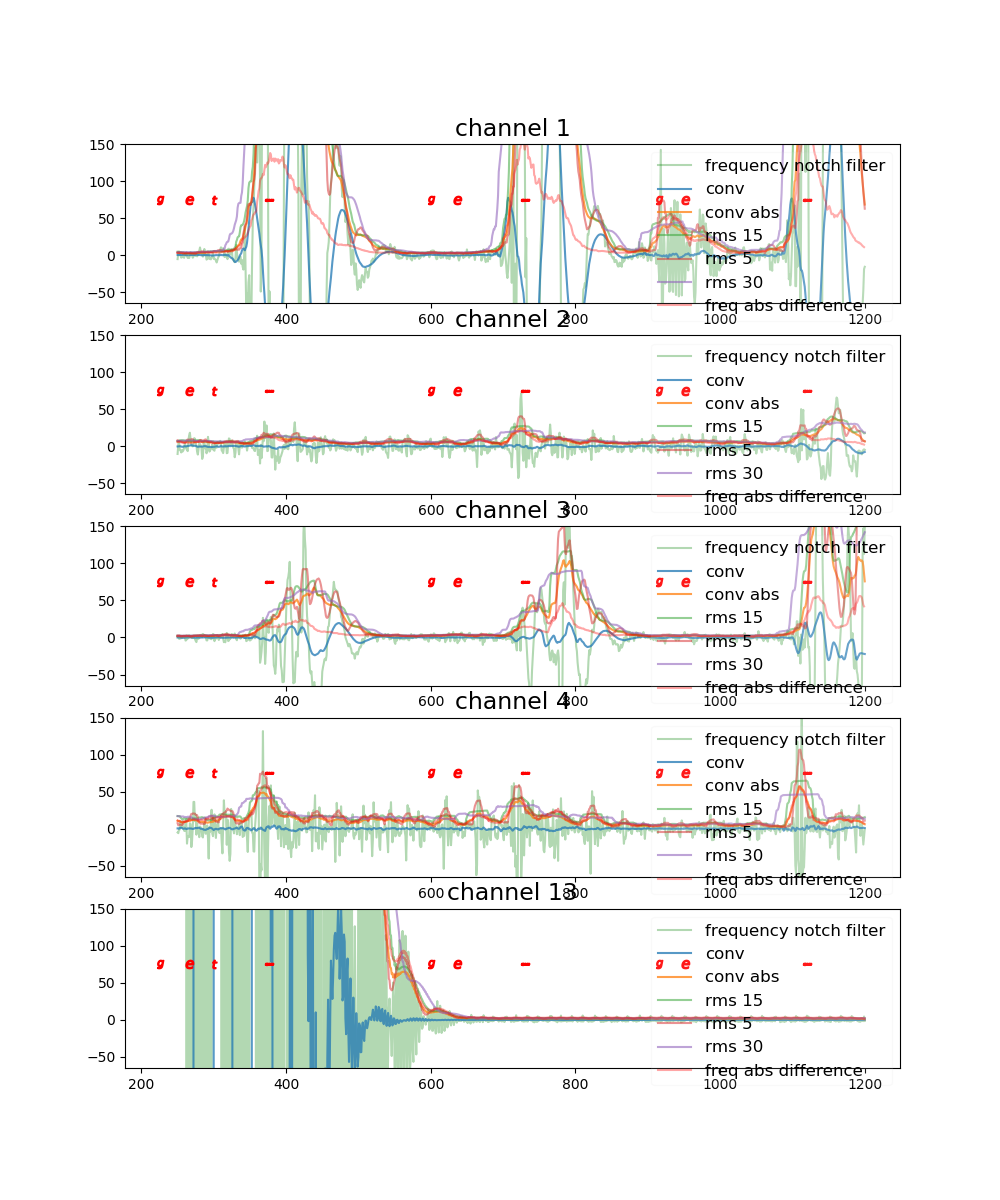 channel 1
150
100
50
0
−50
g e t - g e - g e -
frequency notch filter
conv
conv abs
rms 15
rms 5
rms 30
freq abs difference
200 400 600 800 1000 1200
channel 2
150
100
50
0
−50
g e t - g e - g e -
frequency notch filter
conv
conv abs
rms 15
rms 5
rms 30
freq abs difference
200 400 600 800 1000 1200
channel 3
150
100
50
0
−50
g e t - g e - g e -
frequency notch filter
conv
conv abs
rms 15
rms 5
rms 30
freq abs difference
200 400 600 800 1000 1200
channel 4
150
100
50
0
−50
g e t - g e - g e -
frequency notch filter
conv
conv abs
rms 15
rms 5
rms 30
freq abs difference
200 400 600 800 1000 1200
channel 13
150
100
50
0
−50
g e t - g e - g e -
frequency notch filter
conv
conv abs
rms 15
rms 5
rms 30
freq abs difference
200 400 600 800 1000 1200